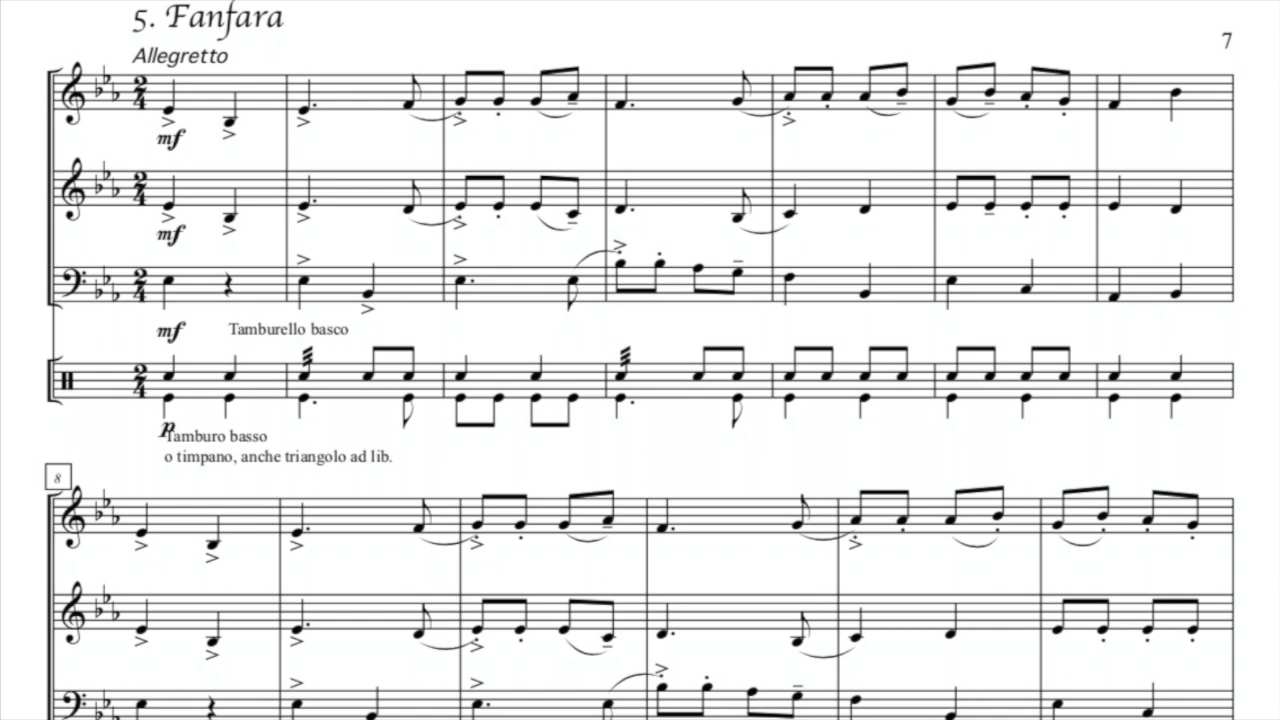 5. Fanfara
7
Allegretto
mf
mf
mf
Tamburello basco
p
Tamburo basso
o timpano, anche triangolo ad lib.
8